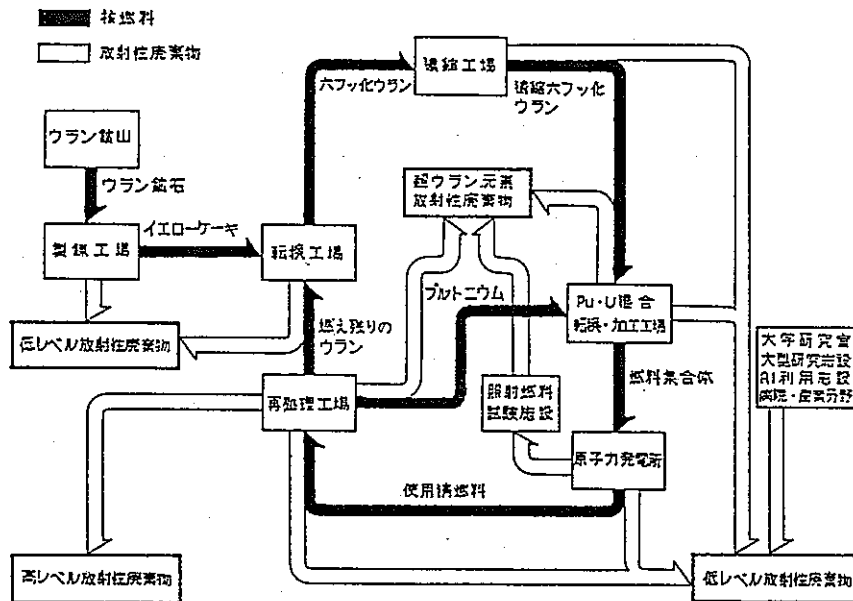 核燃料
放射性廃棄物
濃縮工場
六フッ化ウラン
濃縮六フッ化
ウラン
ウラン鉱山
ウラン鉱石
超ウラン元素
放射性廃棄物
イエローケーキ
製錬工場
転換工場
プルトニウム
Pu・U混合
転換・加工工場
低レベル放射性廃棄物
燃え残りの
ウラン
大学研究室
大型研究施設
RI利用施設
病院・産業分野
燃料集合体
再処理工場
照射燃料
試験施設
原子力発電所
使用済燃料
高レベル放射性廃棄物
低レベル放射性廃棄物